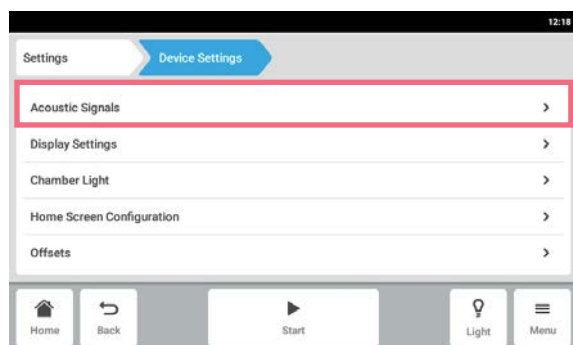 12:18
Settings Device Settings
Acoustic Signals
Display Settings
Chamber Light
Home Screen Configuration
Offsets
Home Back Start Light Menu